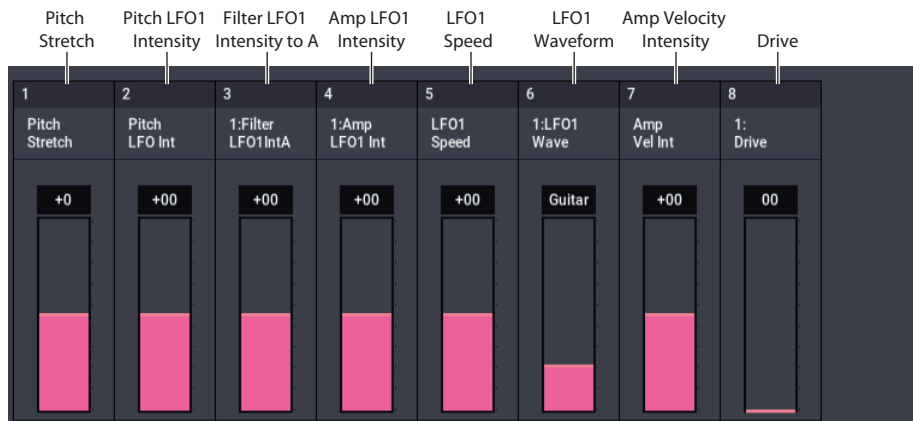 Pitch Stretch
Pitch LFO1 Intensity
Filter LFO1 Intensity to A
Amp LFO1 Intensity
LFO1 Speed
LFO1 Waveform
Amp Velocity Intensity
Drive
1 2 3 4 5 6 7 8
Pitch Stretch
Pitch LFO Int
1:Filter LFO1IntA
1:Amp LFO1 Int
LFO1 Speed
1:LFO1 Wave
Amp Vel Int
1: Drive
+0 +00 +00 +00 +00 Guitar +00 00